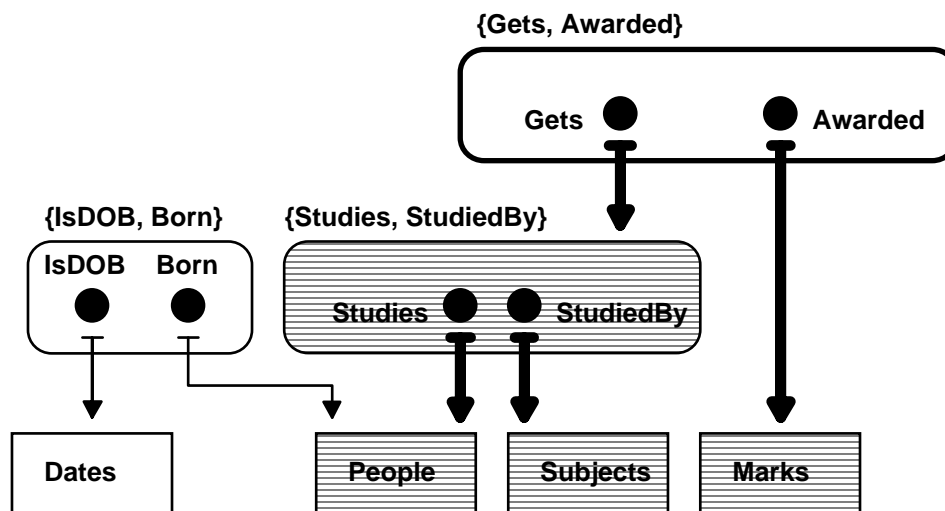 {Gets, Awarded}
Gets
Awarded
{IsDOB, Born}
{Studies, StudiedBy}
IsDOB
Born
Studies
StudiedBy
Dates
People
Subjects
Marks